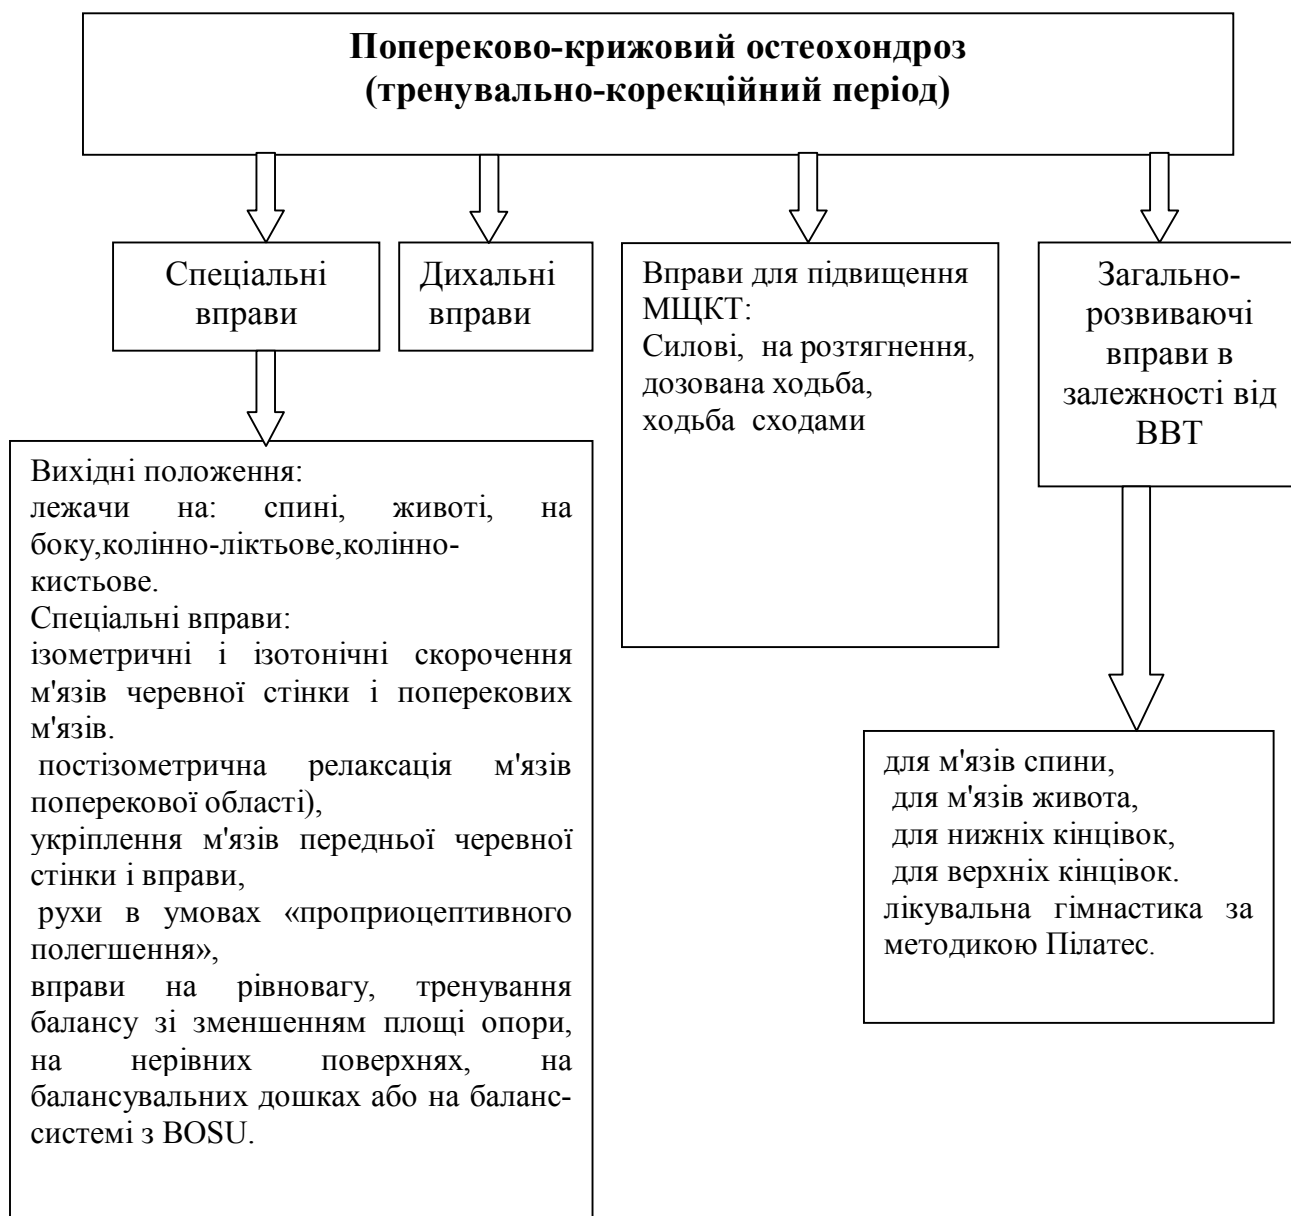 Попереково-крижовий остеохондроз
(тренувально-корекційний період)
Спеціальні
вправи
Дихальні
вправи
Вправи для підвищення
МЩКТ:
Силові, на розтягнення,
дозована ходьба,
ходьба сходами
Загально-
розвиваючі
вправи в
залежності від
ВВТ
Вихідні положення:
лежачи на: спині, животі, на
боку,колінно-ліктьове,колінно-
кистьове.
Спеціальні вправи:
ізометричні і ізотонічні скорочення
м'язів черевної стінки і поперекових
м'язів.
постізометрична релаксація м'язів
поперекової області),
укріплення м'язів передньої черевної
стінки і вправи,
рухи в умовах «проприоцептивного
полегшення»,
вправи на рівновагу, тренування
балансу зі зменшенням площі опори,
на нерівних поверхнях, на
балансувальних дошках або на баланс-
системі з BOSU.
для м'язів спини,
для м'язів живота,
для нижніх кінцівок,
для верхніх кінцівок.
лікувальна гімнастика за
методикою Пілатес.